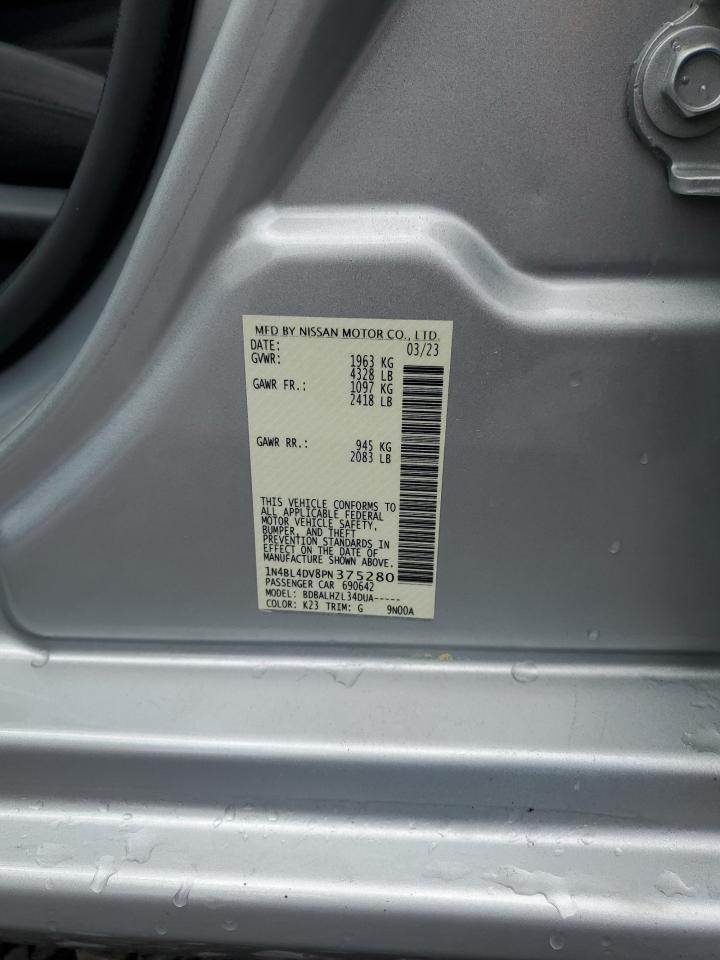 MFD BY NISSAN MOTOR CO., LTD.
DATE: 03/23
GVWR: 1963 KG
4328 LB
GAWR FR.: 1097 KG
2418 LB
GAWR RR.: 945 KG
2083 LB
THIS VEHICLE CONFORMS TO
ALL APPLICABLE FEDERAL
MOTOR VEHICLE SAFETY,
BUMPER, AND THEFT
PREVENTION STANDARDS IN
EFFECT ON THE DATE OF
MANUFACTURE SHOWN ABOVE.
1N4BL4DV8PN375280
PASSENGER CAR 690642
MODEL: BDBALHZL34DUA-----
COLOR: K23 TRIM: G 9N00A